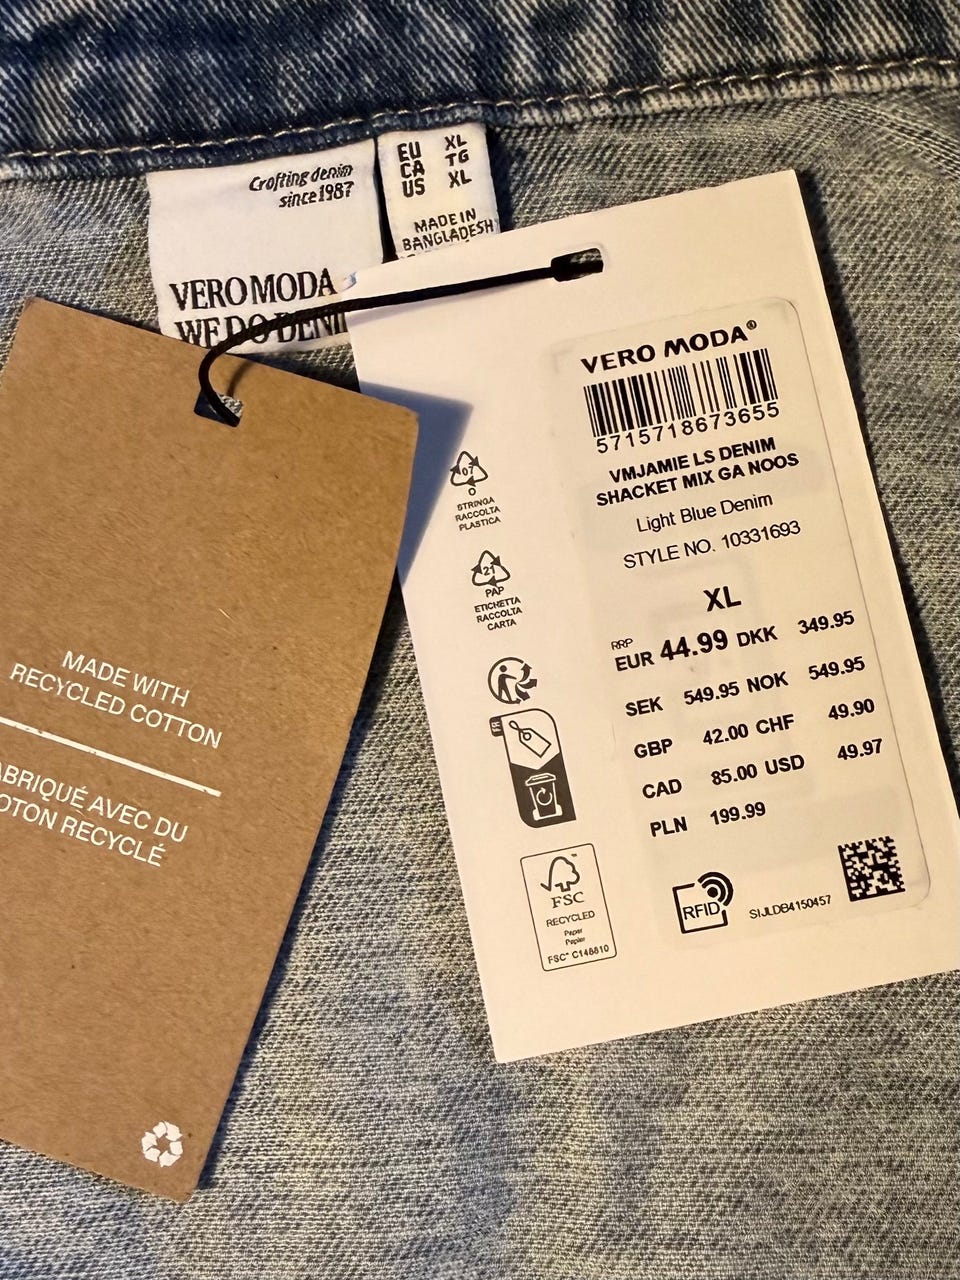 Crafting denim
since 1987
VERO MODA
WE DO
EU XL
CA TG
US XL
MADE IN
BANGLADESH
MADE WITH
RECYCLED COTTON
AVEC DU
RECYCLÉ
VERO MODA®
5715718673655
VMJAMIE LS DENIM
SHACKET MIX GA NOOS
Light Blue Denim
STYLE NO. 10331693
XL
RRP
EUR 44.99 DKK 349.95
SEK 549.95 NOK 549.95
GBP 42.00 CHF 49.90
CAD 85.00 USD 49.97
PLN 199.99
RFID
SIJLDB4150457
07
O
STRINGA
RACCOLTA
PLASTICA
21
PAP
ETICHETTA
RACCOLTA
CARTA
FR
FSC
RECYCLED
Paper
Papier
FSC® C148810